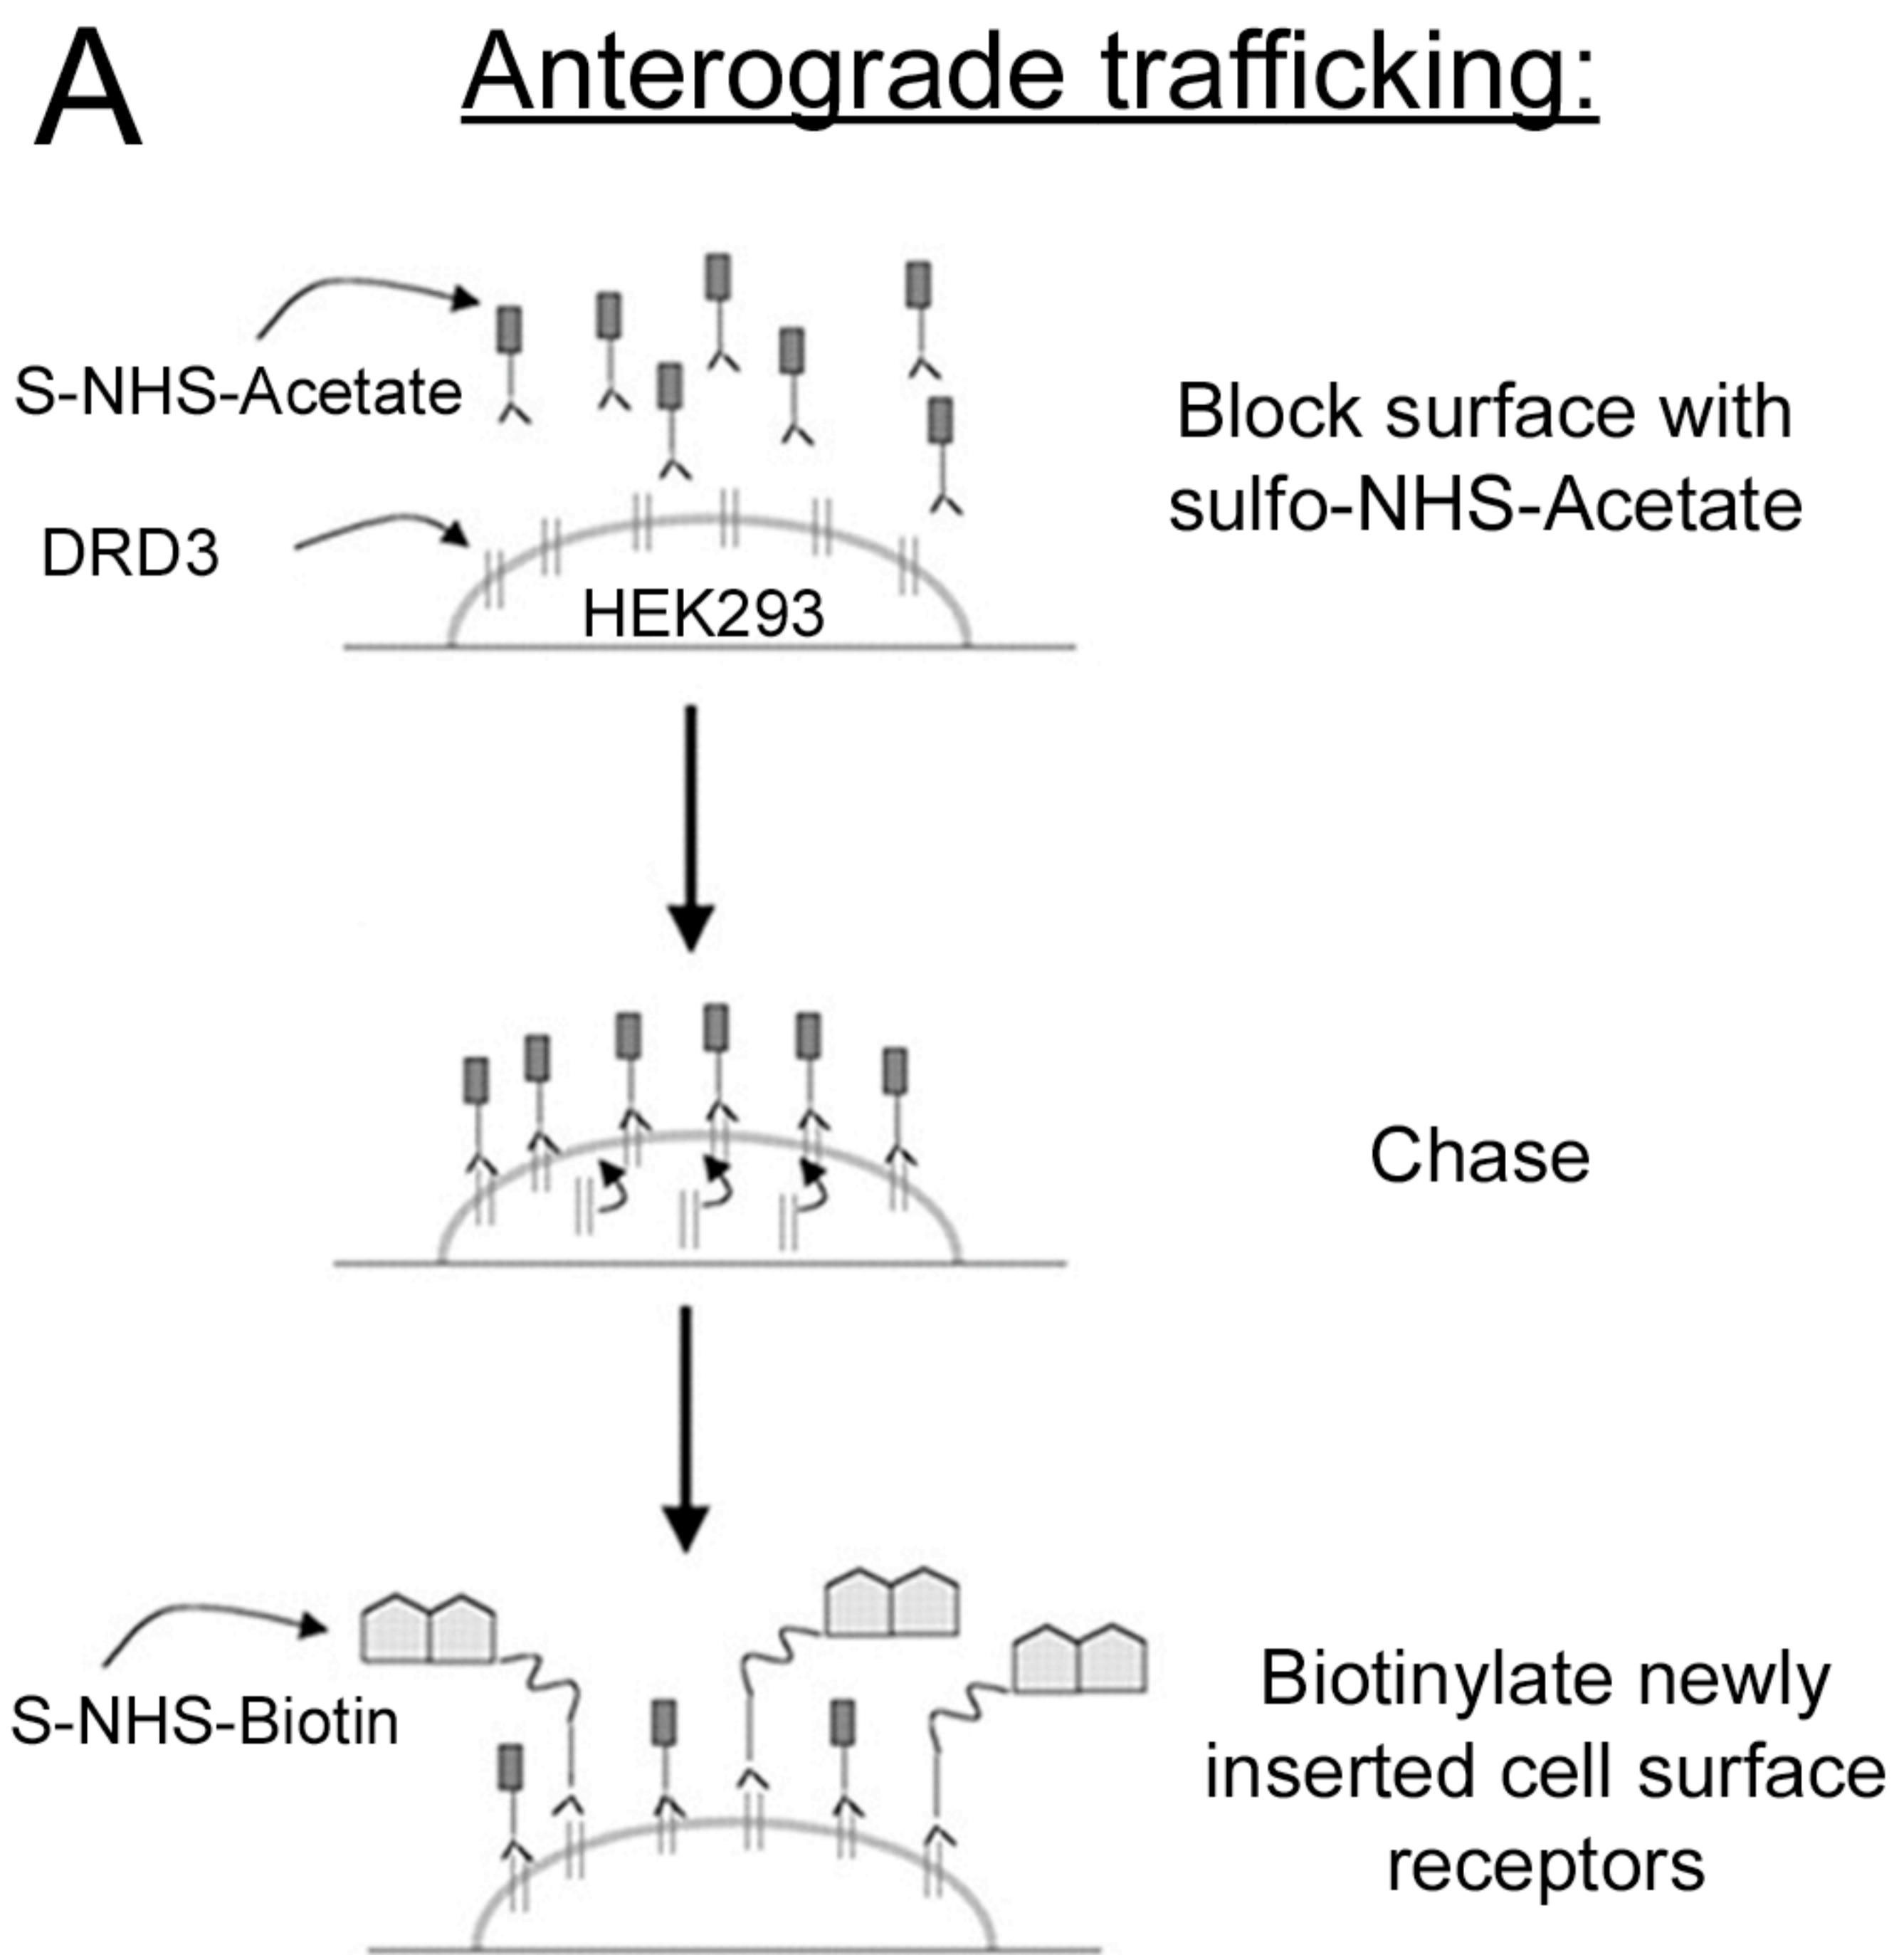 A
Anterograde trafficking:
S-NHS-Acetate
Block surface with
sulfo-NHS-Acetate
DRD3
HEK293
Chase
S-NHS-Biotin
Biotinylate newly
inserted cell surface
receptors